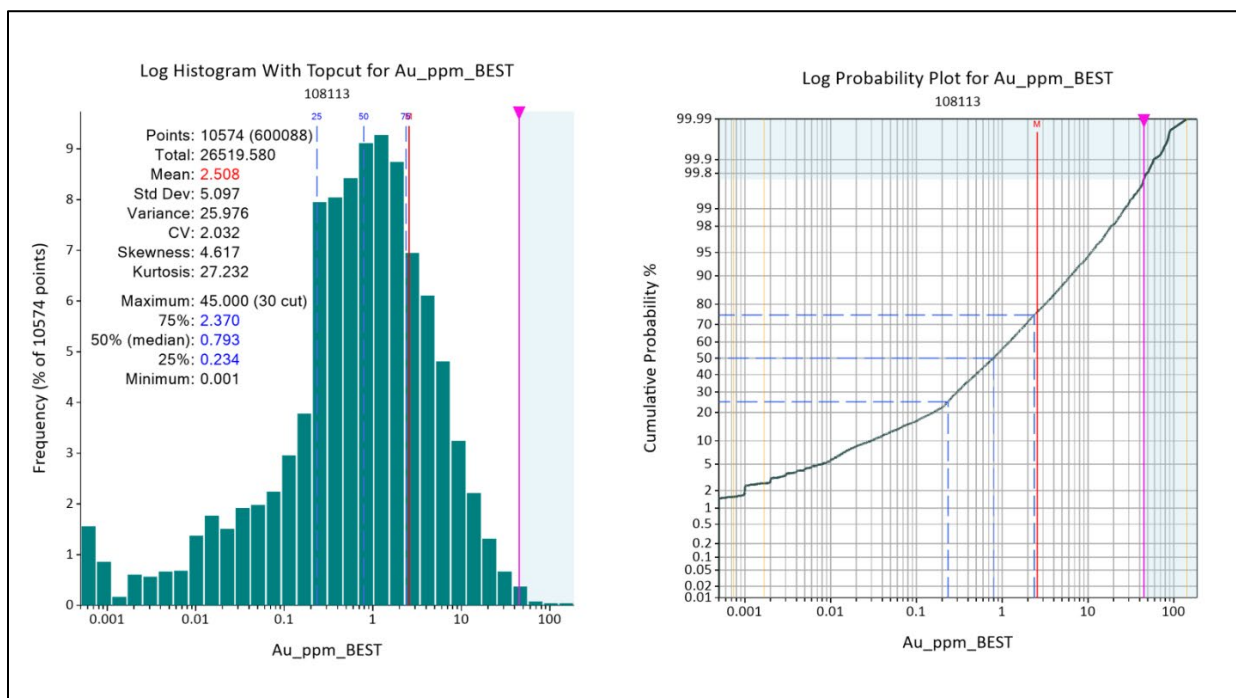 Log Histogram With Topcut for Au_ppm_BEST
108113
25
50
75
M
Points: 10574 (600088)
Total: 26519.580
Mean: 2.508
Std Dev: 5.097
Variance: 25.976
CV: 2.032
Skewness: 4.617
Kurtosis: 27.232
Maximum: 45.000 (30 cut)
75%: 2.370
50% (median): 0.793
25%: 0.234
Minimum: 0.001
Frequency (% of 10574 points)
9
8
7
6
5
4
3
2
1
0
0.001
0.01
0.1
1
10
100
Au_ppm_BEST
Log Probability Plot for Au_ppm_BEST
108113
M
Cumulative Probability %
99.99
99.9
99.8
99
98
95
90
80
70
60
50
40
30
20
10
5
2
1
0.5
0.2
0.1
0.05
0.02
0.01
0.001
0.01
0.1
1
10
100
Au_ppm_BEST